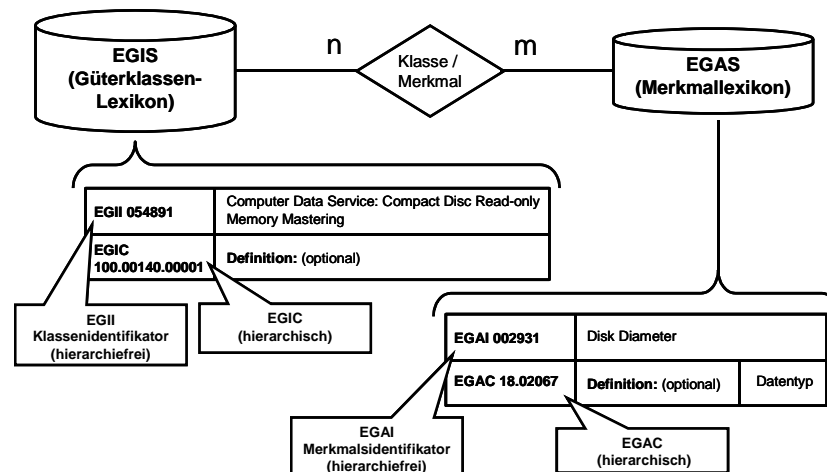 EGIS
(Güterklassen-
Lexikon)
n
Klasse /
Merkmal
m
EGAS
(Merkmallexikon)
EGII 054891
Computer Data Service: Compact Disc Read-only
Memory Mastering
EGIC
100.00140.00001
Definition: (optional)
EGII
Klassenidentifikator
(hierarchiefrei)
EGIC
(hierarchisch)
EGAI 002931
Disk Diameter
EGAC 18.02067
Definition: (optional)
Datentyp
EGAI
Merkmalsidentifikator
(hierarchiefrei)
EGAC
(hierarchisch)